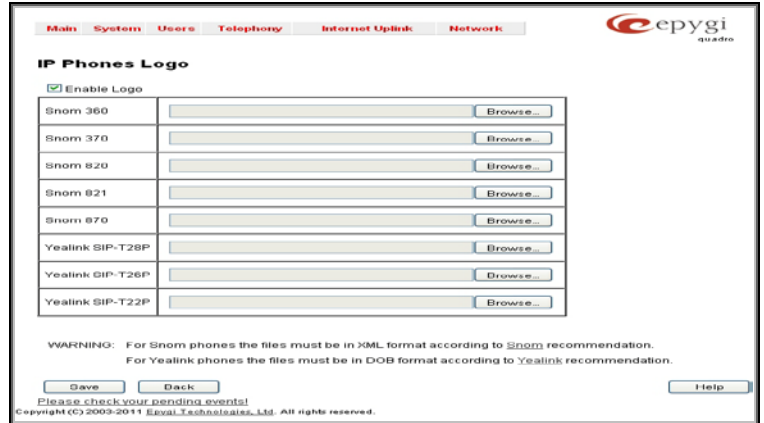 Main System Users Telephony Internet Uplink Network
epygi
quadro
IP Phones Logo
Enable Logo
Snom 360 Browse...
Snom 370 Browse...
Snom 820 Browse...
Snom 821 Browse...
Snom 870 Browse...
Yealink SIP-T28P Browse...
Yealink SIP-T26P Browse...
Yealink SIP-T22P Browse...
WARNING: For Snom phones the files must be in XML format according to Snom recommendation.
For Yealink phones the files must be in DOB format according to Yealink recommendation.
Save Back Help
Please check your pending events!
Copyright (C) 2003-2011 Epygi Technologies, Ltd. All rights reserved.